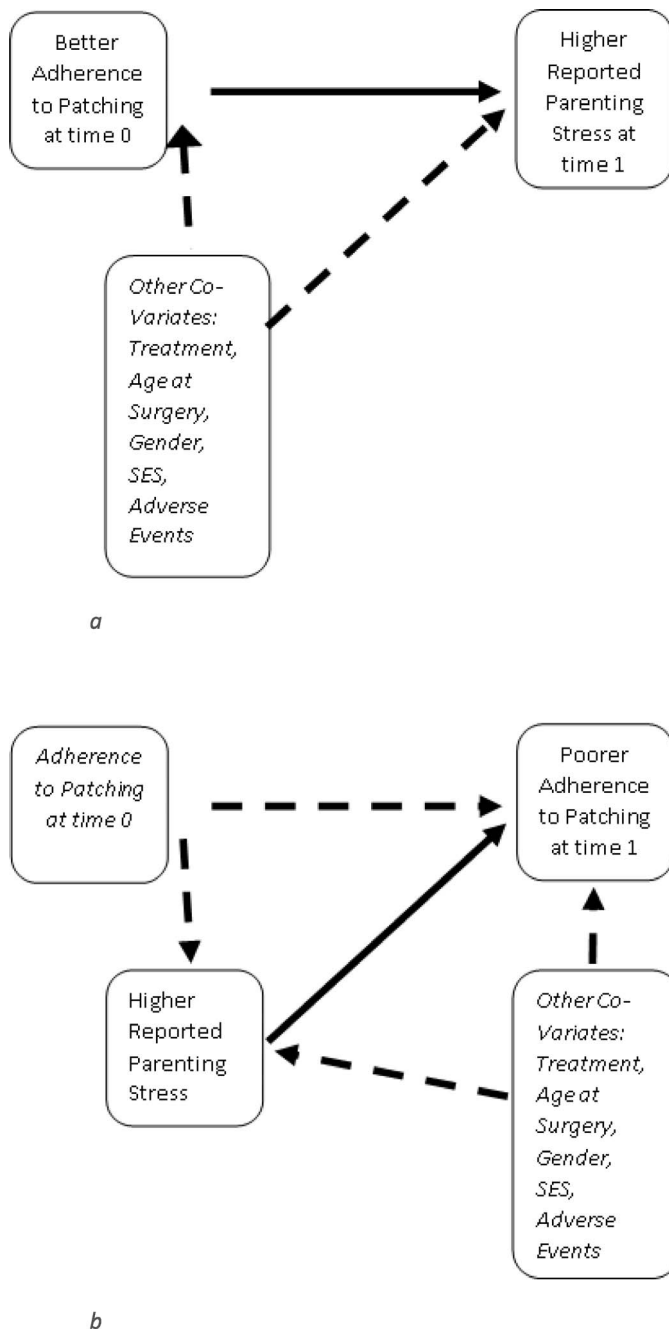 Better
Adherence
to Patching
at time 0
Higher
Reported
Parenting
Stress at
time 1
Other Co-
Variates:
Treatment,
Age at
Surgery,
Gender,
SES,
Adverse
Events
a
Adherence
to Patching
at time 0
Poorer
Adherence
to Patching
at time 1
Higher
Reported
Parenting
Stress
Other Co-
Variates:
Treatment,
Age at
Surgery,
Gender,
SES,
Adverse
Events
b